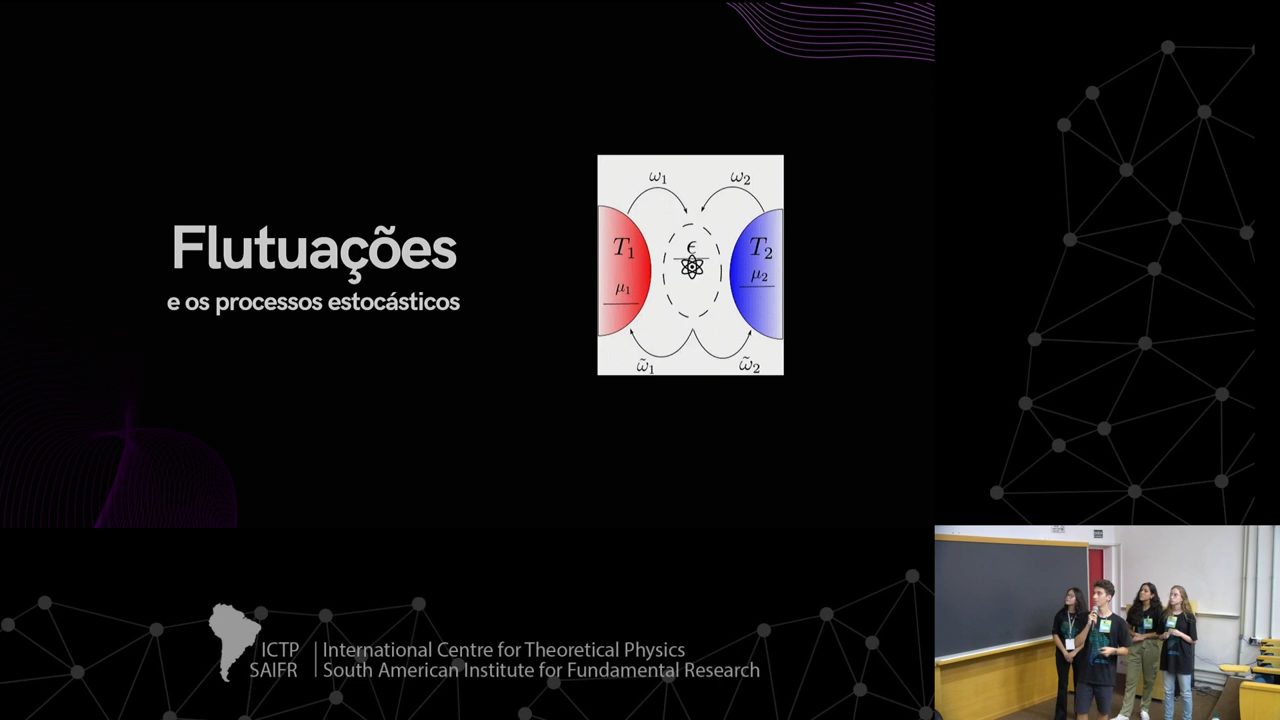 Flutuações
e os processos estocásticos
ω₁ ω₂
ϵ
T₁ T₂
μ₁ μ₂
ω̃₁ ω̃₂
ICTP
SAIFR
International Centre for Theoretical Physics
South American Institute for Fundamental Research